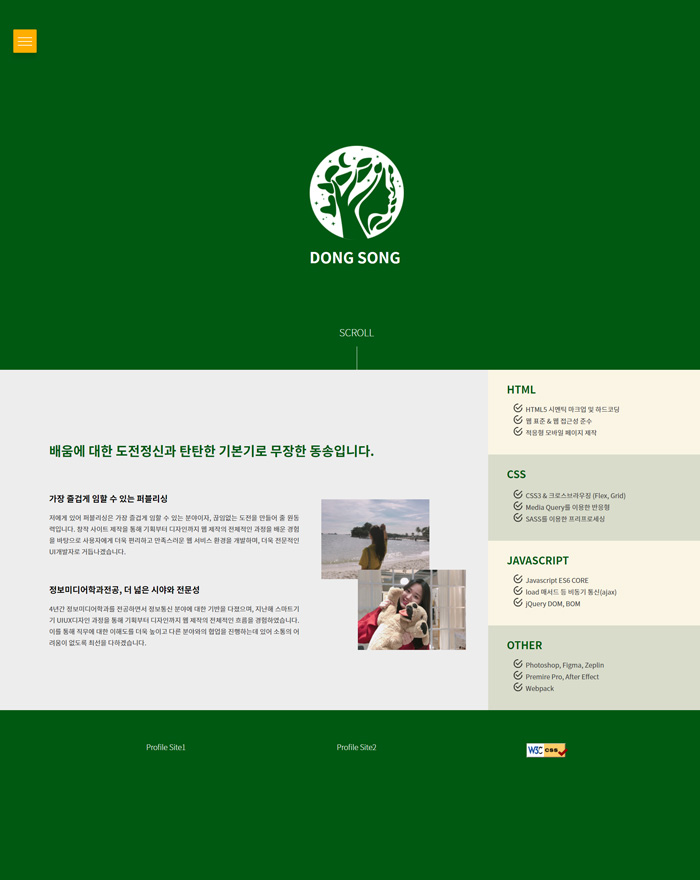 DONG SONG
SCROLL
배움에 대한 도전정신과 탄탄한 기본기로 무장한 동송입니다.
가장 즐겁게 임할 수 있는 퍼블리싱
저에게 있어 퍼블리싱은 가장 즐겁게 임할 수 있는 분야이자, 끊임없는 도전을 만들어 줄 원동
력입니다. 창작 사이트 제작을 통해 기획부터 디자인까지 웹 제작의 전체적인 과정을 배운 경험
을 바탕으로 사용자에게 더욱 편리하고 만족스러운 웹 서비스 환경을 개발하며, 더욱 전문적인
UI개발자로 거듭나겠습니다.
정보미디어학과전공, 더 넓은 시야와 전문성
4년간 정보미디어학과를 전공하면서 정보통신 분야에 대한 기반을 다졌으며, 지난해 스마트기
기 UIUX디자인 과정을 통해 기획부터 디자인까지 웹 제작의 전체적인 흐름을 경험하였습니다.
이를 통해 직무에 대한 이해도를 더욱 높이고 다른 분야와의 협업을 진행하는데 있어 소통의 어
려움이 없도록 최선을 다하겠습니다.
HTML
HTML5 시멘틱 마크업 및 하드코딩
웹 표준 & 웹 접근성 준수
적응형 모바일 페이지 제작
CSS
CSS3 & 크로스브라우징 (Flex, Grid)
Media Query를 이용한 반응형
SASS를 이용한 프리프로세싱
JAVASCRIPT
Javascript ES6 CORE
load 매서드 등 비동기 통신(ajax)
jQuery DOM, BOM
OTHER
Photoshop, Figma, Zeplin
Premire Pro, After Effect
Webpack
Profile Site1
Profile Site2
W3C css